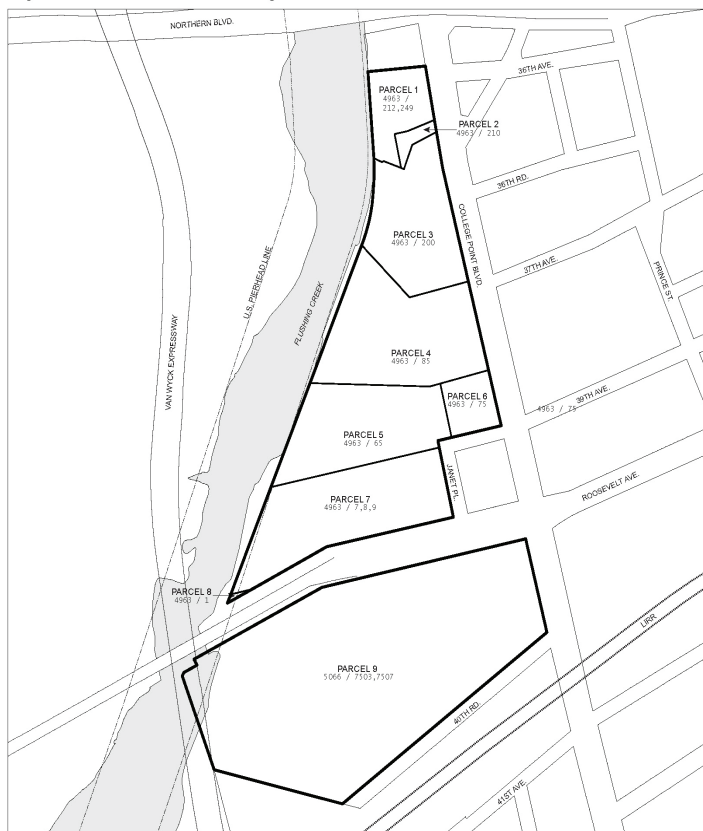 NORTHERN BLVD.
36TH AVE.
PARCEL 1
4963 /
212,249
PARCEL 2
4963 / 210
36TH RD.
COLLEGE POINT BLVD.
PARCEL 3
4963 / 200
37TH AVE.
PRINCE ST.
U.S. PIERHEAD LINE
FLUSHING CREEK
VAN WYCK EXPRESSWAY
PARCEL 4
4963 / 85
PARCEL 6
4963 / 75
4963 / 75
39TH AVE.
PARCEL 5
4963 / 65
JANET PL.
ROOSEVELT AVE.
PARCEL 7
4963 / 7,8,9
PARCEL 8
4963 / 1
LIRR
PARCEL 9
5066 / 7503,7507
40TH RD.
41ST AVE.